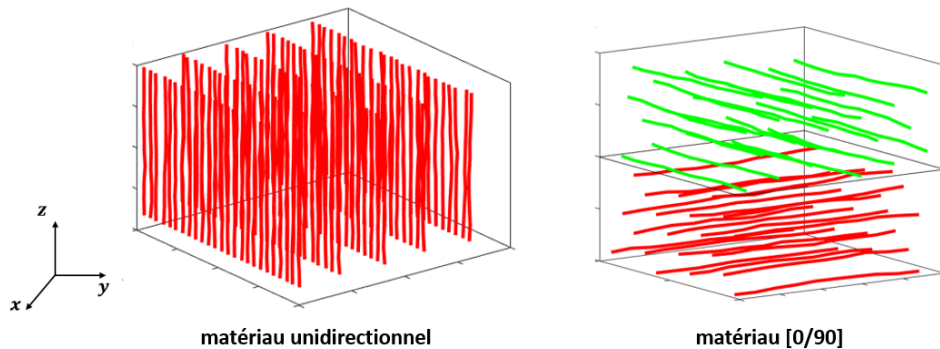 z
y
x
matériau unidirectionnel
matériau [0/90]